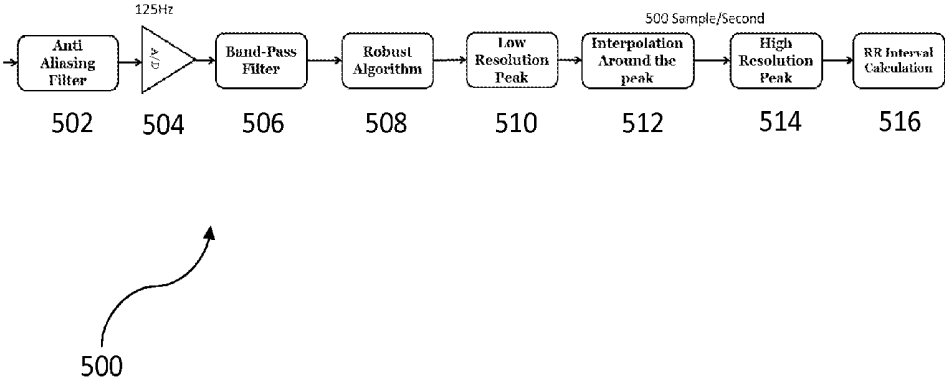 125Hz
500 Sample/Second
Anti
Aliasing
Filter
A/D
Band-Pass
Filter
Robust
Algorithm
Low
Resolution
Peak
Interpolation
Around the
peak
High
Resolution
Peak
RR Interval
Calculation
502
504
506
508
510
512
514
516
500